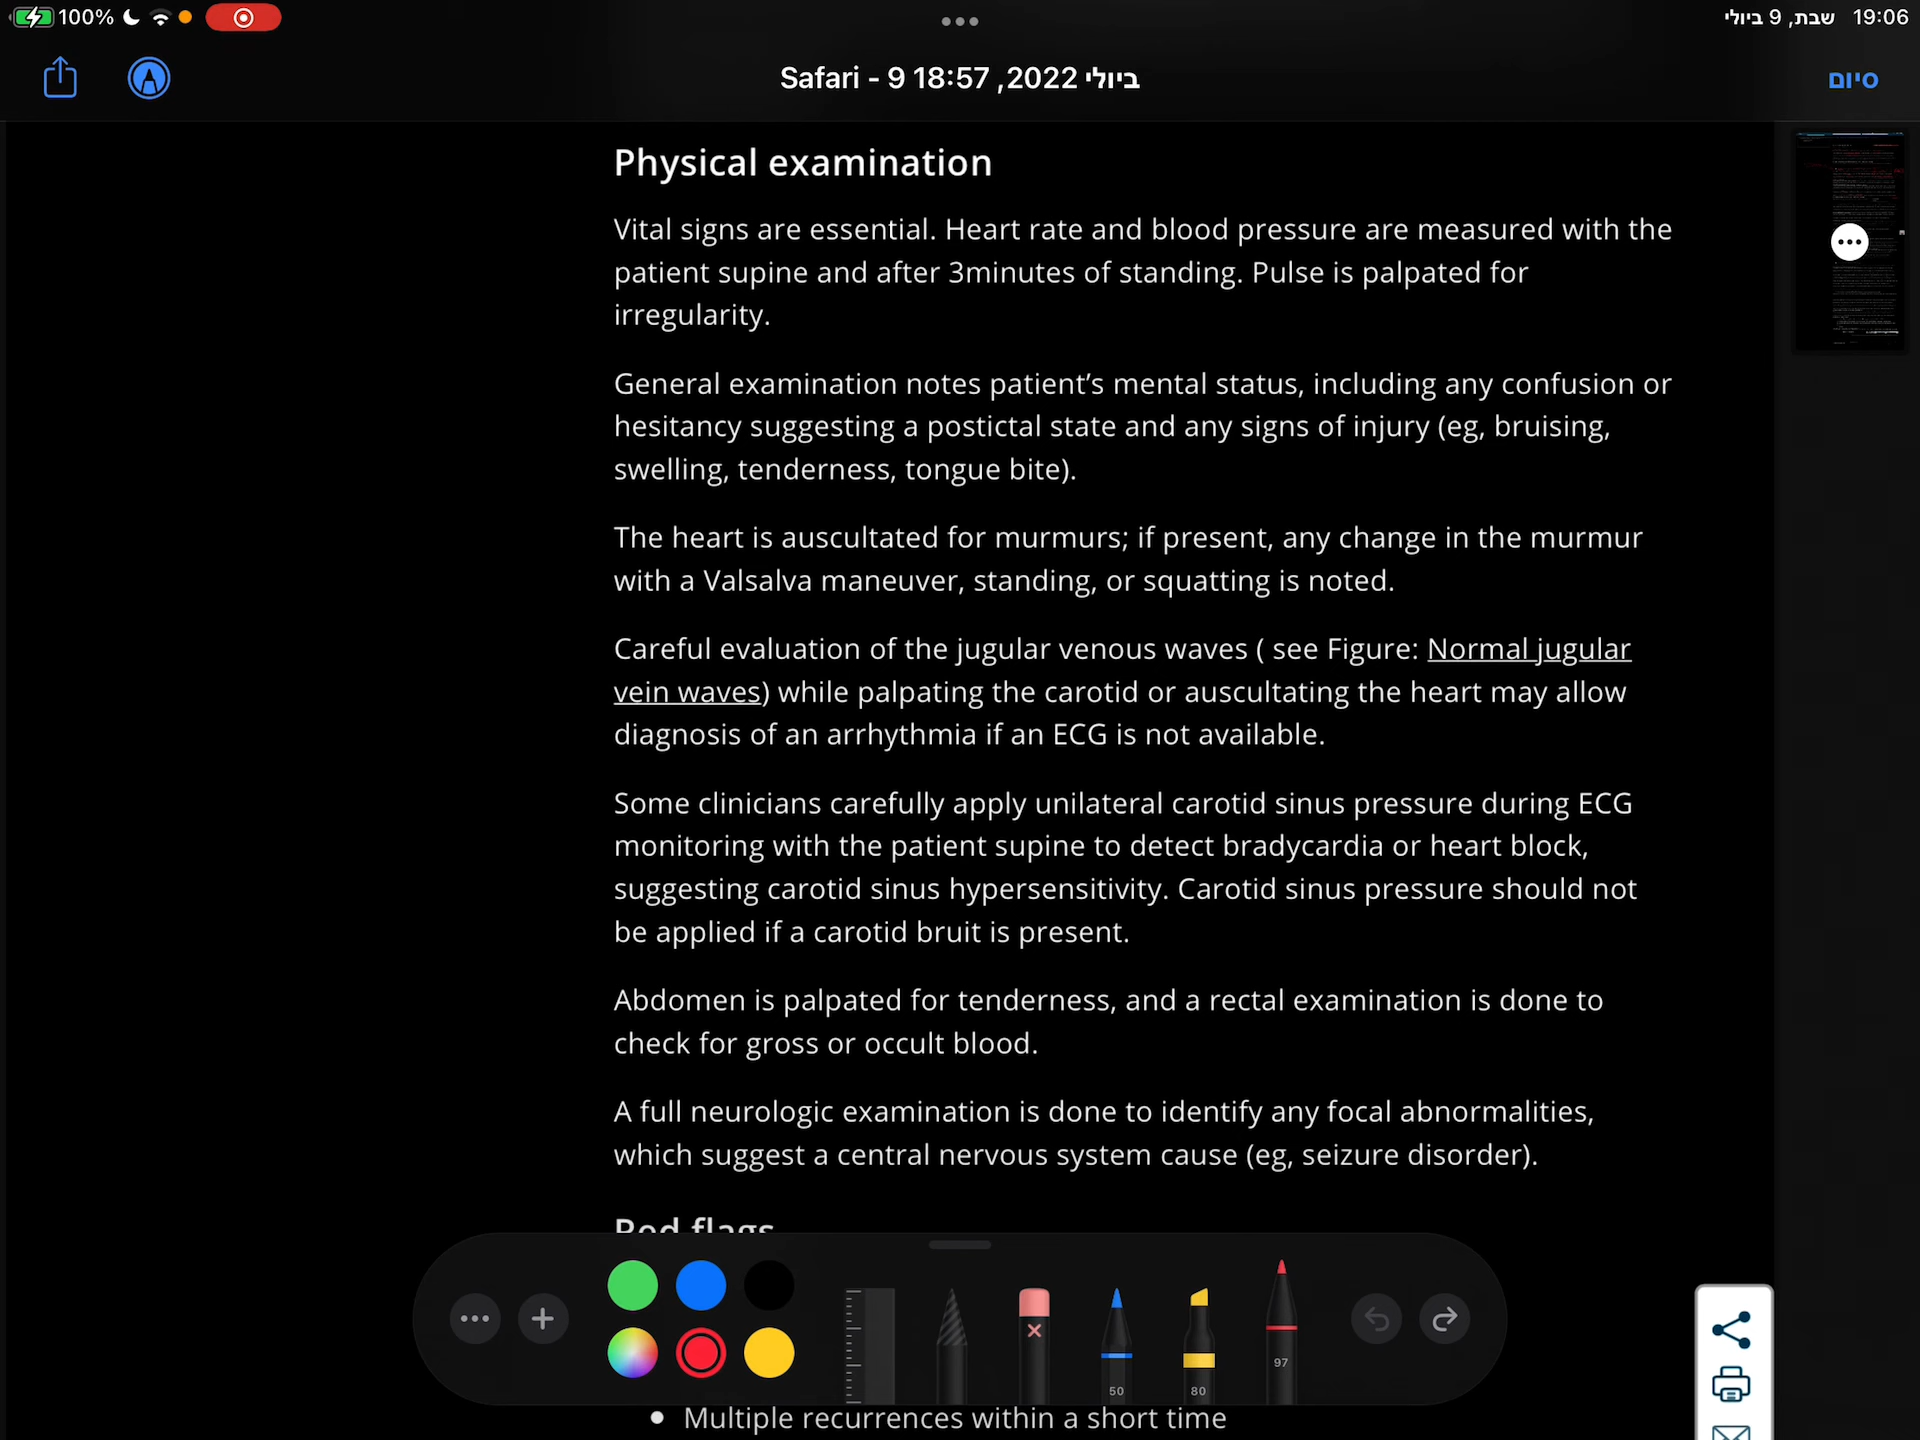 100%
שבת, 9 ביולי 19:06
Safari - 9 ביולי 2022, 18:57
סיום
Physical examination
Vital signs are essential. Heart rate and blood pressure are measured with the
patient supine and after 3minutes of standing. Pulse is palpated for
irregularity.
General examination notes patient’s mental status, including any confusion or
hesitancy suggesting a postictal state and any signs of injury (eg, bruising,
swelling, tenderness, tongue bite).
The heart is auscultated for murmurs; if present, any change in the murmur
with a Valsalva maneuver, standing, or squatting is noted.
Careful evaluation of the jugular venous waves ( see Figure: Normal jugular
vein waves) while palpating the carotid or auscultating the heart may allow
diagnosis of an arrhythmia if an ECG is not available.
Some clinicians carefully apply unilateral carotid sinus pressure during ECG
monitoring with the patient supine to detect bradycardia or heart block,
suggesting carotid sinus hypersensitivity. Carotid sinus pressure should not
be applied if a carotid bruit is present.
Abdomen is palpated for tenderness, and a rectal examination is done to
check for gross or occult blood.
A full neurologic examination is done to identify any focal abnormalities,
which suggest a central nervous system cause (eg, seizure disorder).
Red flags
50
80
97
Multiple recurrences within a short time